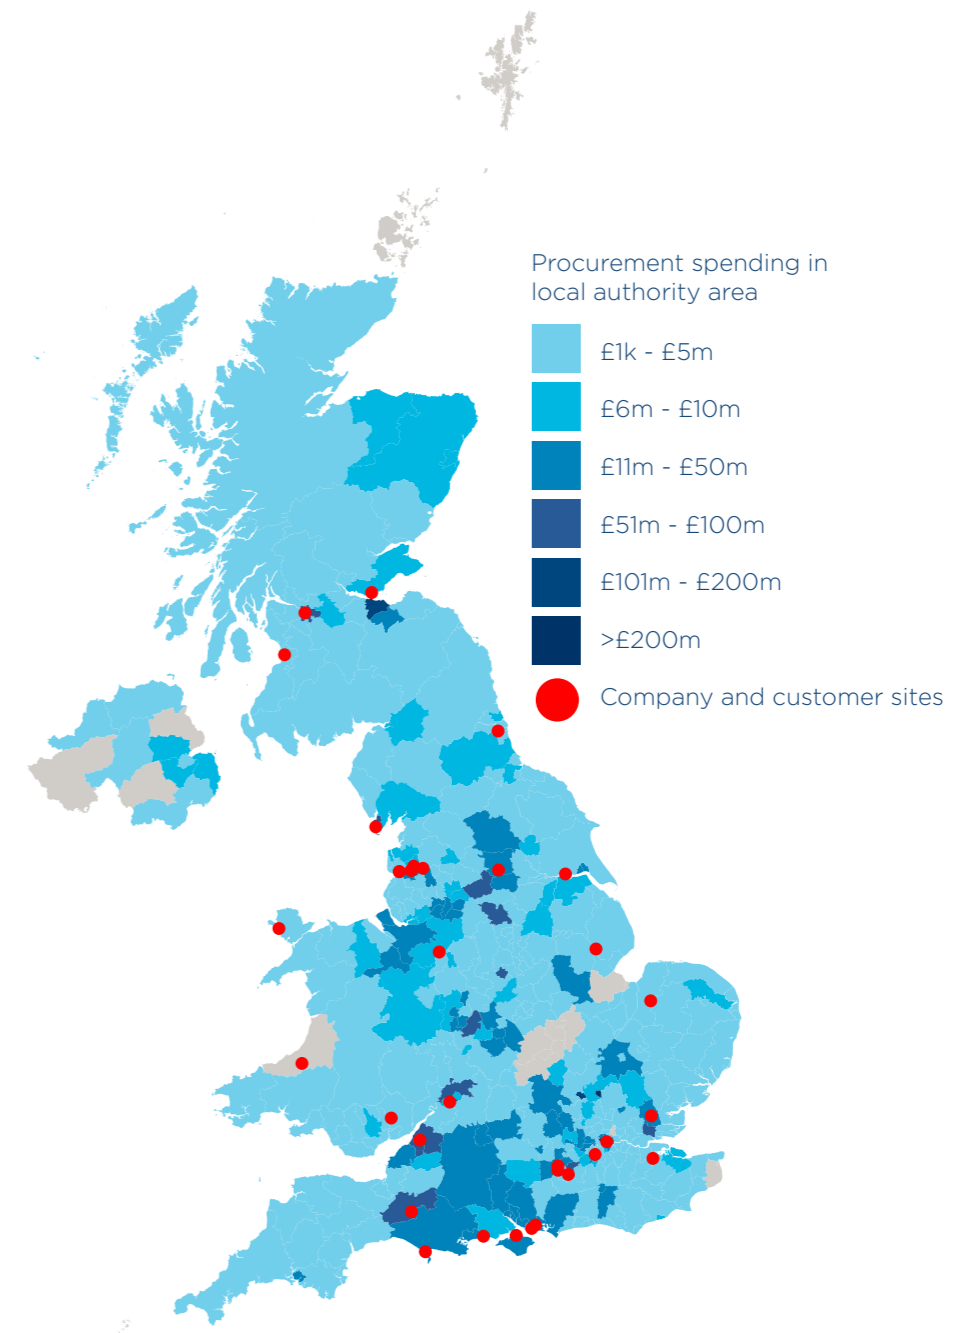 Procurement spending in
local authority area
£1k - £5m
£6m - £10m
£11m - £50m
£51m - £100m
£101m - £200m
>£200m
Company and customer sites